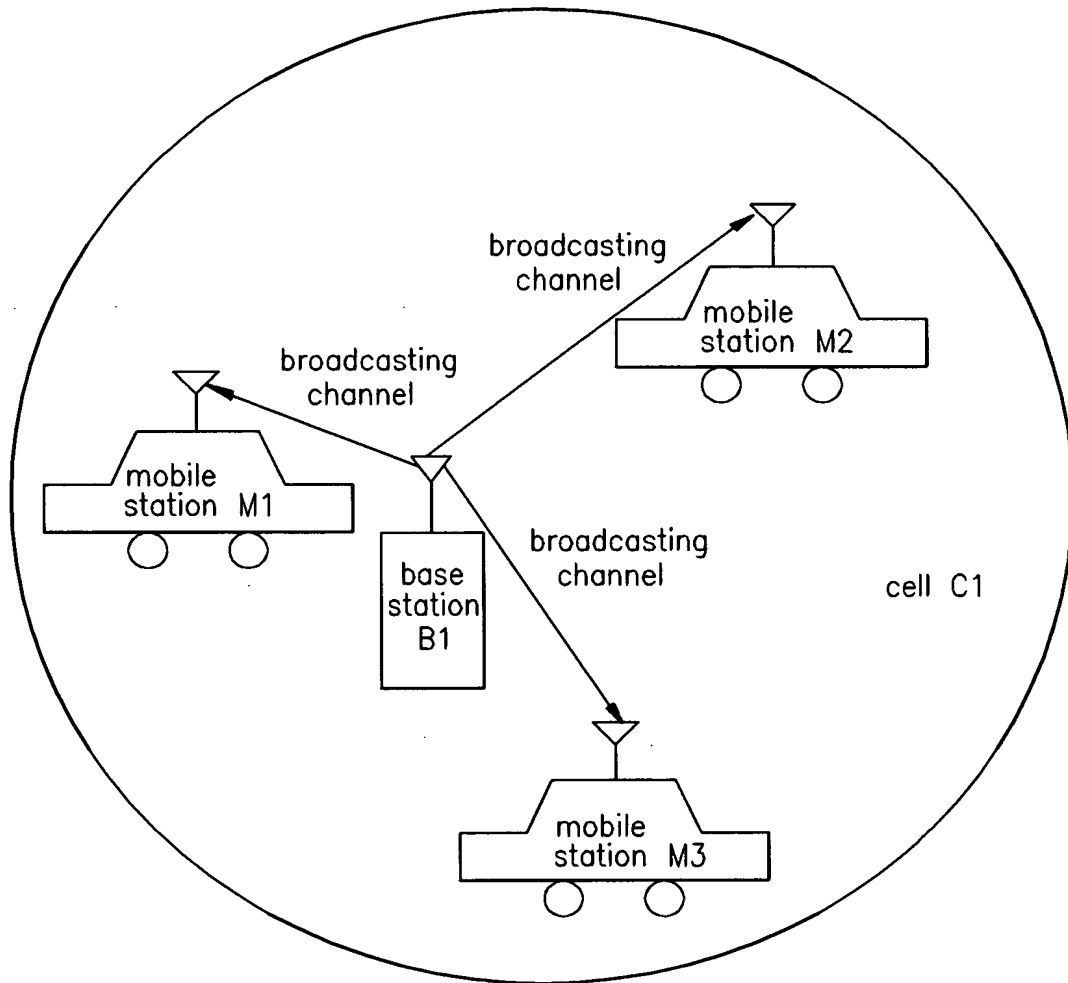 broadcasting
channel
mobile
station M2
broadcasting
channel
mobile
station M1
broadcasting
channel
base
station
B1
cell C1
mobile
station M3